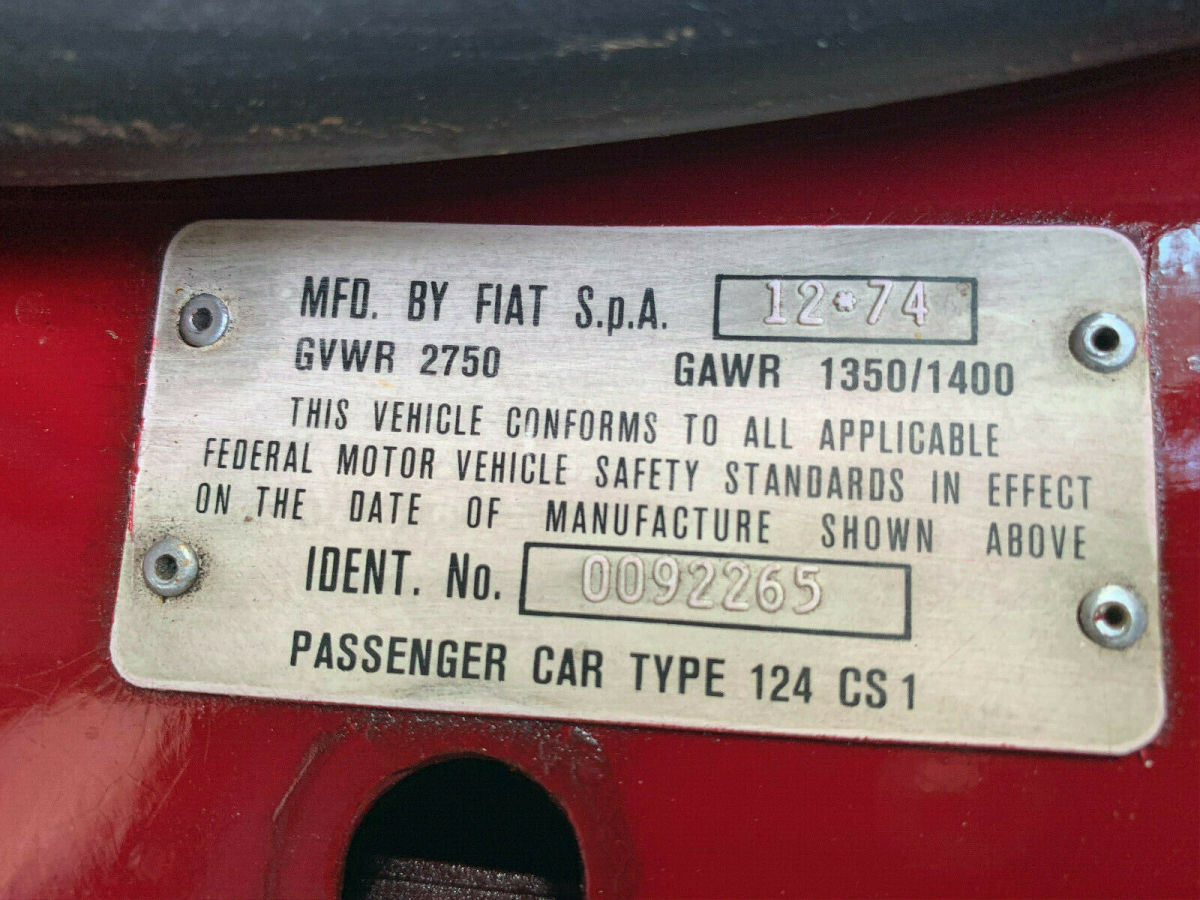 MFD. BY FIAT S.p.A. 12*74
GVWR 2750 GAWR 1350/1400
THIS VEHICLE CONFORMS TO ALL APPLICABLE
FEDERAL MOTOR VEHICLE SAFETY STANDARDS IN EFFECT
ON THE DATE OF MANUFACTURE SHOWN ABOVE
IDENT. No. 0092265
PASSENGER CAR TYPE 124 CS1